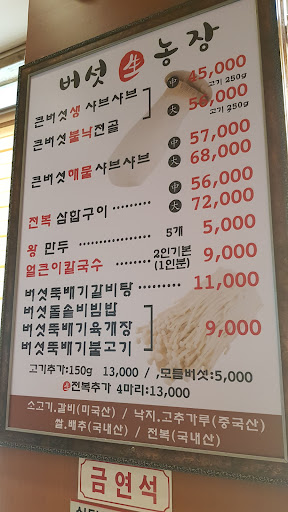 버섯 生 농장
큰버섯생 샤브샤브
큰버섯불낙전골
中 45,000
고기 250g
大 56,000
고기 250g
큰버섯해물샤브샤브
中 57,000
大 68,000
전복 삼합구이 ········· 中 56,000
大 72,000
왕 만두 ············ 5개 5,000
얼큰이칼국수 ······ 2인기본 (1인분) 9,000
버섯뚝배기갈비탕 ········· 11,000
버섯돌솥비빔밥
버섯뚝배기육개장
버섯뚝배기불고기
9,000
고기추가:150g 13,000 / 모듬버섯:5,000
生전복추가 4마리:13,000
소고기,갈비(미국산) / 낙지,고추가루(중국산)
쌀,배추(국내산) / 전복(국내산)
금연석